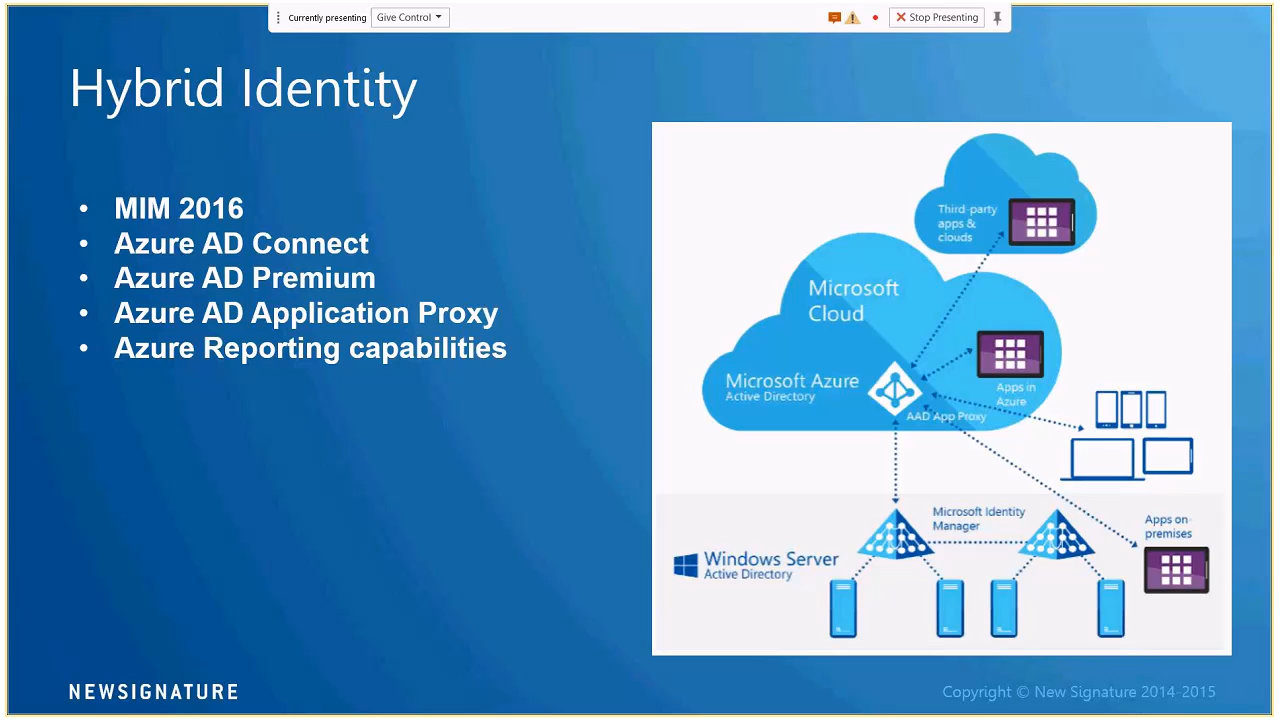 Currently presenting
Give Control
Stop Presenting
Hybrid Identity
• MIM 2016
• Azure AD Connect
• Azure AD Premium
• Azure AD Application Proxy
• Azure Reporting capabilities
Third-party
apps &
clouds
Microsoft
Cloud
Microsoft Azure
Active Directory
Apps in
Azure
AAD App Proxy
Microsoft Identity
Manager
Apps on-
premises
Windows Server
Active Directory
NEWSIGNATURE
Copyright © New Signature 2014-2015